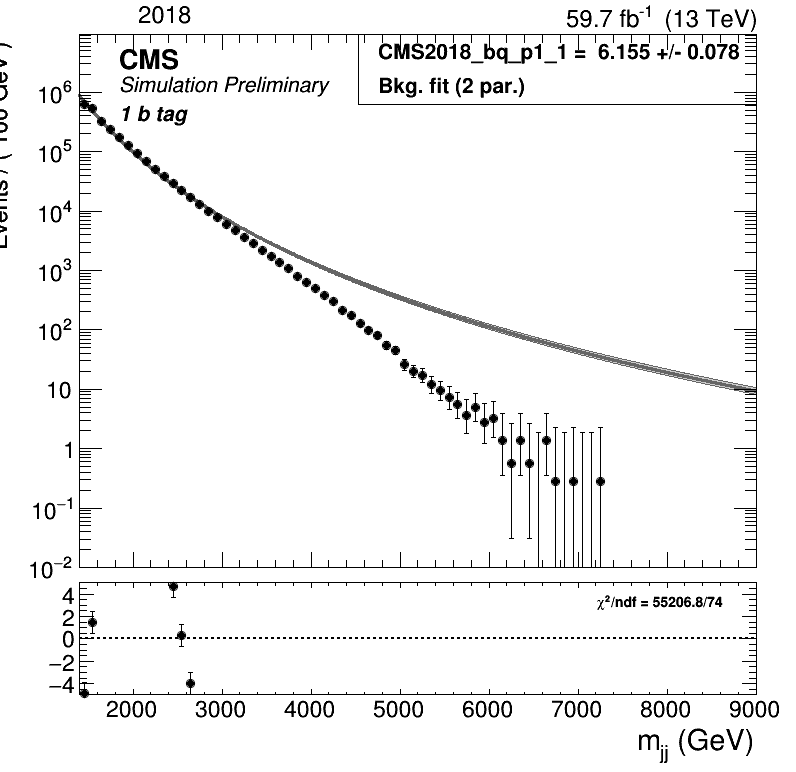 2018
59.7 fb⁻¹ (13 TeV)
CMS
Simulation Preliminary
1 b tag
CMS2018_bq_p1_1 = 6.155 +/- 0.078
Bkg. fit (2 par.)
10⁶
10⁵
10⁴
10³
10²
10
1
10⁻¹
10⁻²
χ²/ndf = 55206.8/74
4
2
0
−2
−4
2000 3000 4000 5000 6000 7000 8000 9000
m_jj (GeV)